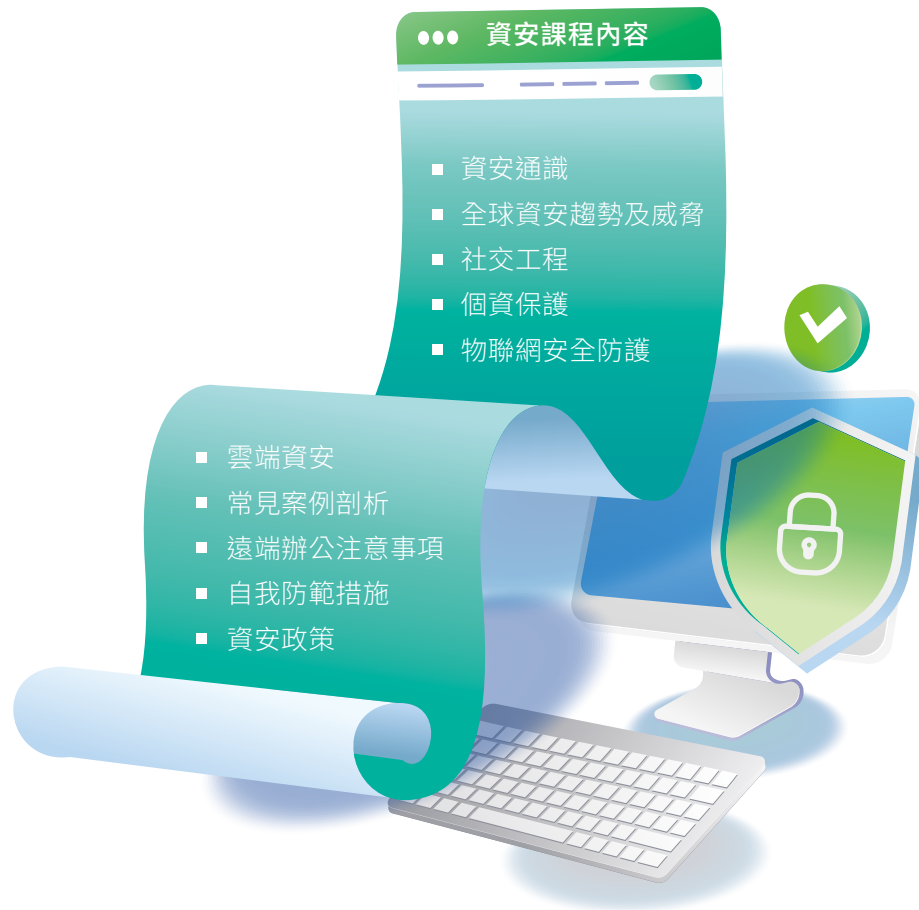 資安課程內容
資安通識
全球資安趨勢及威脅
社交工程
個資保護
物聯網安全防護
雲端資安
常見案例剖析
遠端辦公注意事項
自我防範措施
資安政策